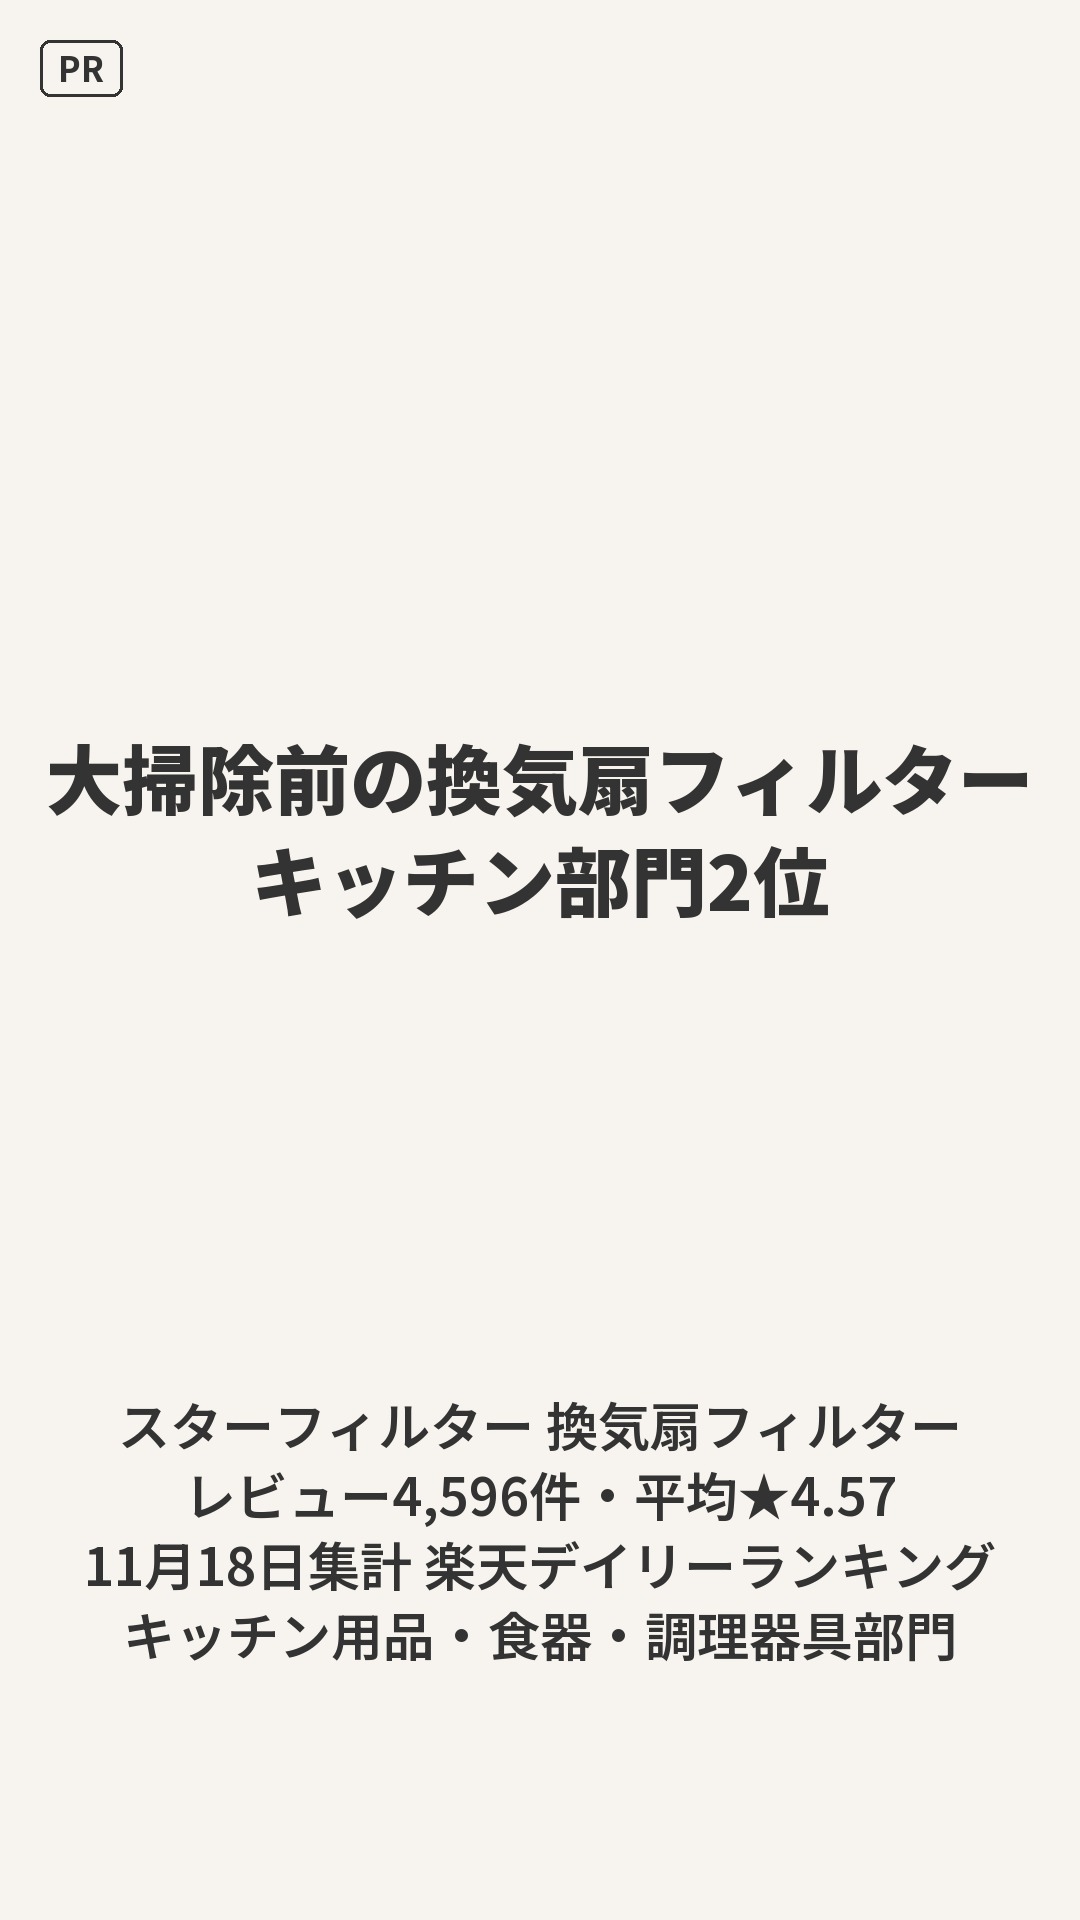 PR
大掃除前の換気扇フィルター
キッチン部門2位
スターフィルター 換気扇フィルター
レビュー4,596件・平均★4.57
11月18日集計 楽天デイリーランキング
キッチン用品・食器・調理器具部門